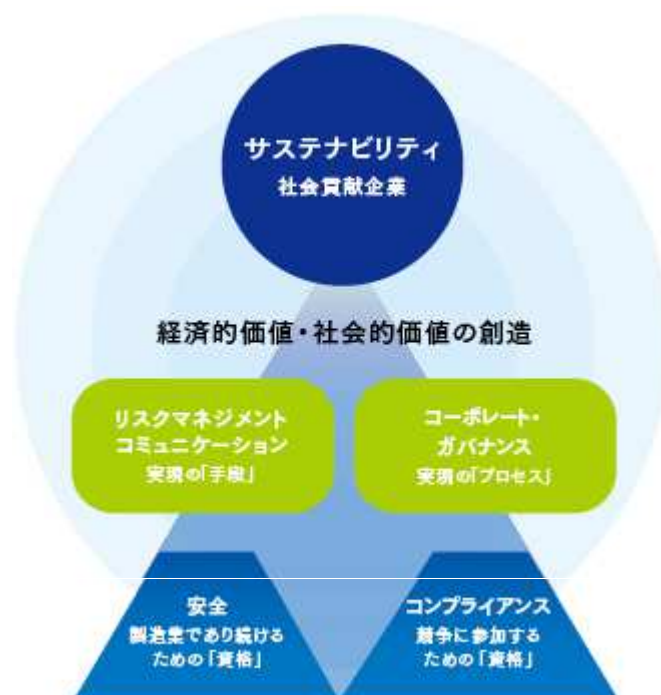 サステナビリティ
社会貢献企業
経済的価値・社会的価値の創造
リスクマネジメント
コミュニケーション
実現の「手段」
コーポレート・
ガバナンス
実現の「プロセス」
安全
製造業であり続ける
ための「資格」
コンプライアンス
競争に参加する
ための「資格」